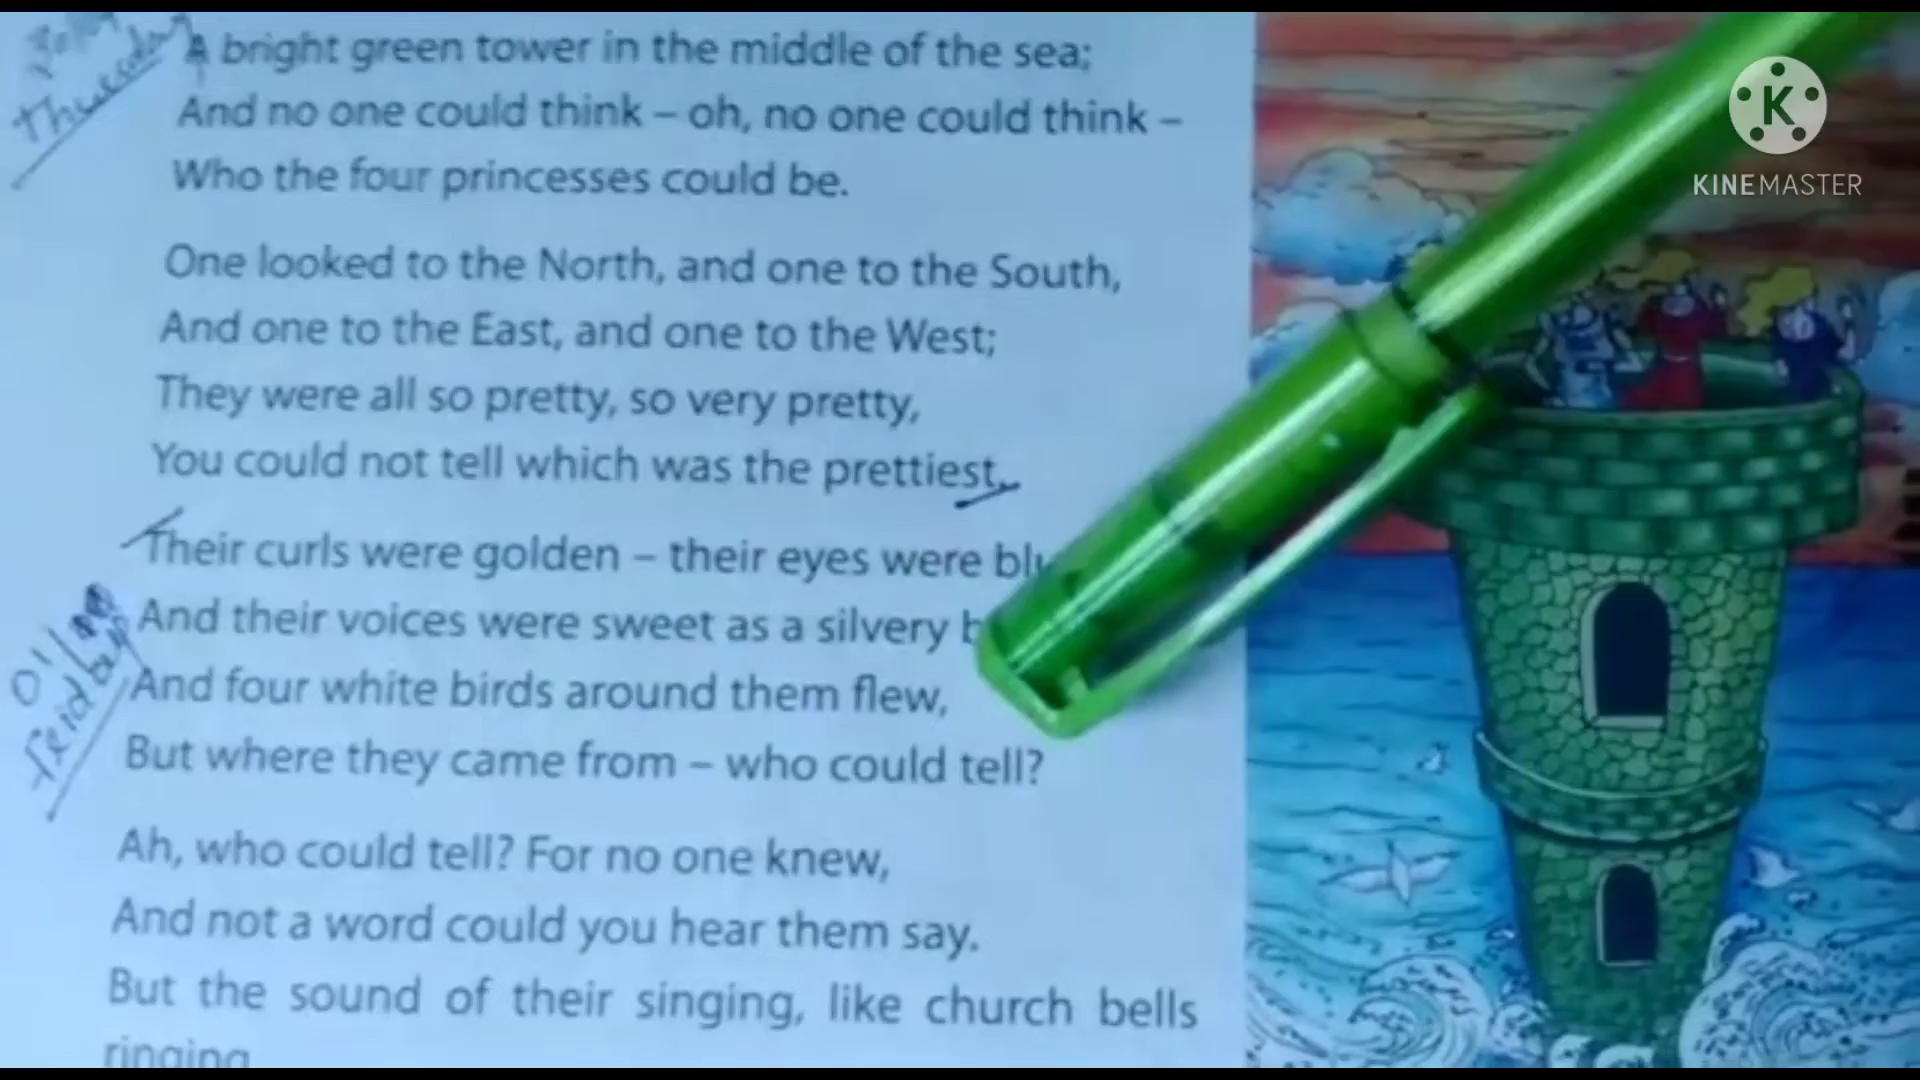 Thuesday
A bright green tower in the middle of the sea;
And no one could think – oh, no one could think –
Who the four princesses could be.
One looked to the North, and one to the South,
And one to the East, and one to the West;
They were all so pretty, so very pretty,
You could not tell which was the prettiest.
Their curls were golden – their eyes were
And their voices were sweet as a silvery
And four white birds around them flew,
But where they came from – who could tell?
Ah, who could tell? For no one knew,
And not a word could you hear them say.
But the sound of their singing, like church bells
ringing
K
KINEMASTER